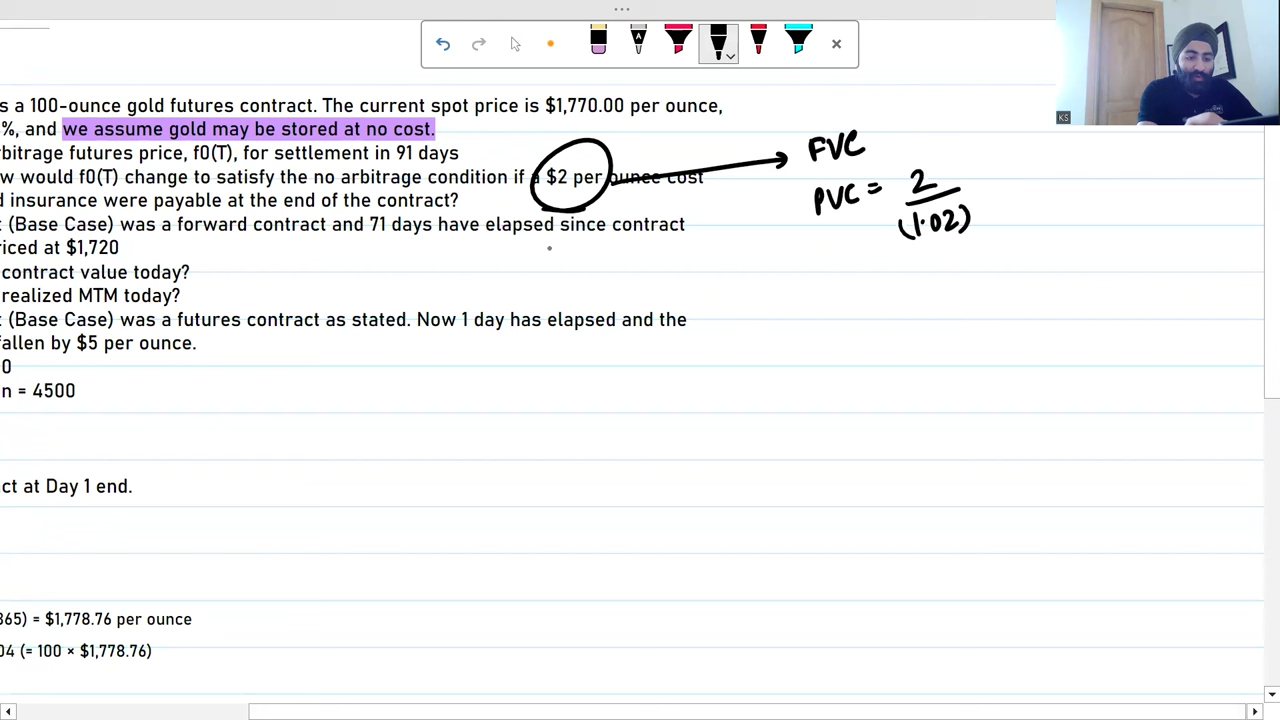 s a 100-ounce gold futures contract. The current spot price is $1,770.00 per ounce,
%, and we assume gold may be stored at no cost.
rbitrage futures price, f0(T), for settlement in 91 days
w would f0(T) change to satisfy the no arbitrage condition if a $2 per ounce cost
d insurance were payable at the end of the contract?
t (Base Case) was a forward contract and 71 days have elapsed since contract
riced at $1,720
contract value today?
realized MTM today?
t (Base Case) was a futures contract as stated. Now 1 day has elapsed and the
fallen by $5 per ounce.
0
n = 4500
act at Day 1 end.
365) = $1,778.76 per ounce
04 (= 100 × $1,778.76)
FVC
PVC = 2
(1.02)
A
KS